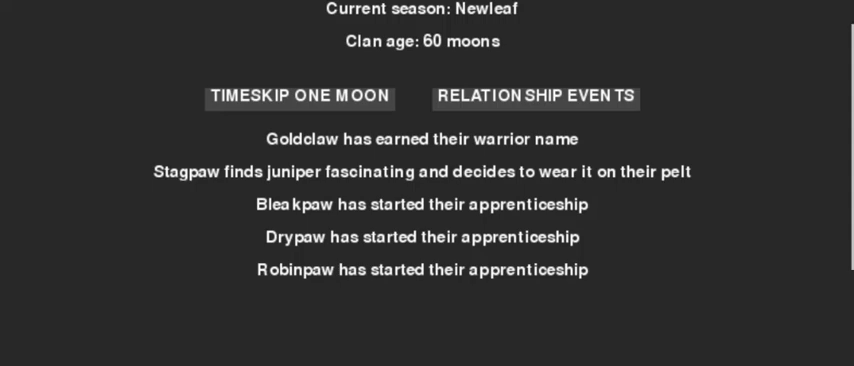 Current season: Newleaf
Clan age: 60 moons
TIMESKIP ONE MOON
RELATIONSHIP EVENTS
Goldclaw has earned their warrior name
Stagpaw finds juniper fascinating and decides to wear it on their pelt
Bleakpaw has started their apprenticeship
Drypaw has started their apprenticeship
Robinpaw has started their apprenticeship